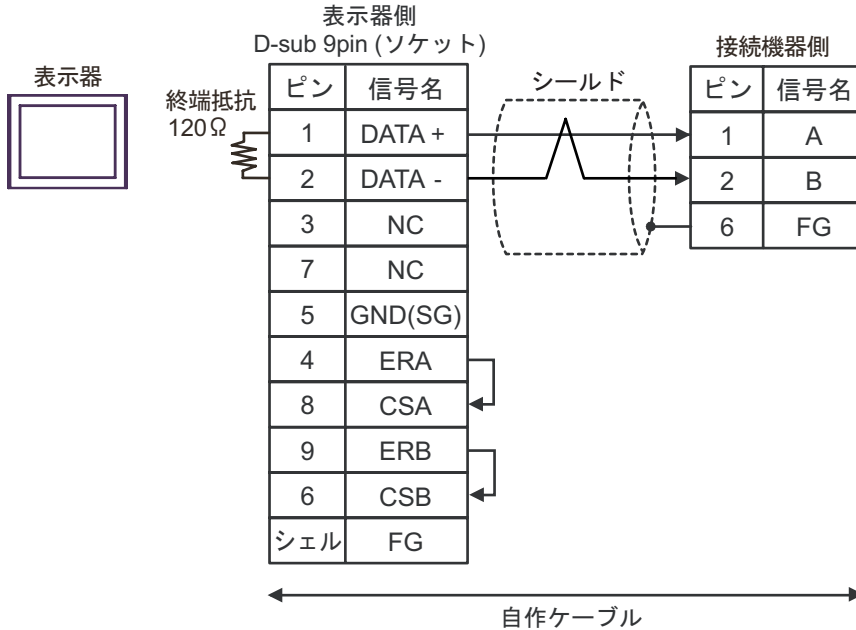 表示器側
D-sub 9pin (ソケット)
接続機器側
表示器
終端抵抗
120Ω
シールド
ピン 信号名
1 DATA +
2 DATA -
3 NC
7 NC
5 GND(SG)
4 ERA
8 CSA
9 ERB
6 CSB
シェル FG
ピン 信号名
1 A
2 B
6 FG
自作ケーブル